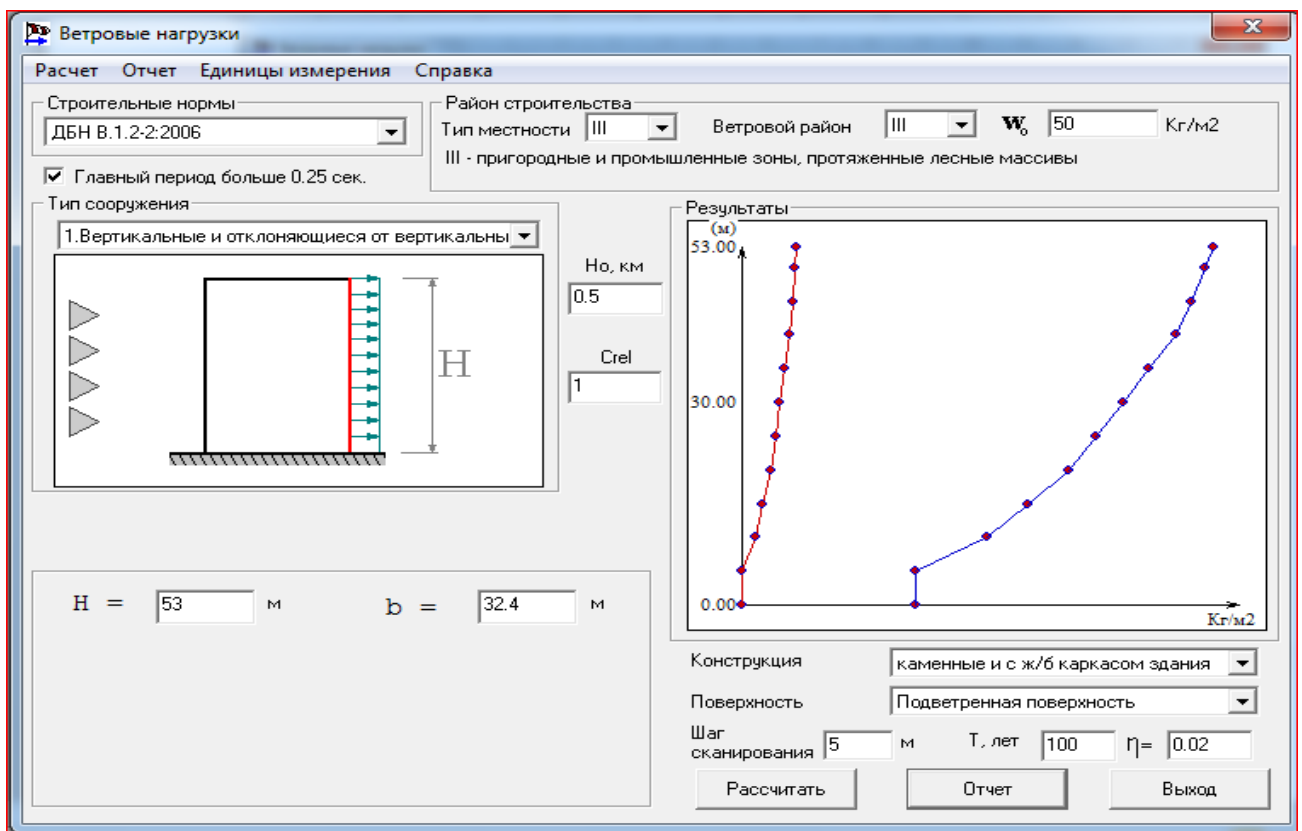 Ветровые нагрузки
Расчет Отчет Единицы измерения Справка
Строительные нормы
ДБН В.1.2-2:2006
Главный период больше 0.25 сек.
Район строительства
Тип местности III Ветровой район III Wo 50 Кг/м2
III - пригородные и промышленные зоны, протяженные лесные массивы
Тип сооружения
1.Вертикальные и отклоняющиеся от вертикальны
H
Ho, км
0.5
Crel
1
H = 53 м b = 32.4 м
Результаты
(м)
53.00
30.00
0.00
Кг/м2
Конструкция каменные и с ж/б каркасом здания
Поверхность Подветренная поверхность
Шаг
сканирования 5 м Т, лет 100 η= 0.02
Рассчитать Отчет Выход